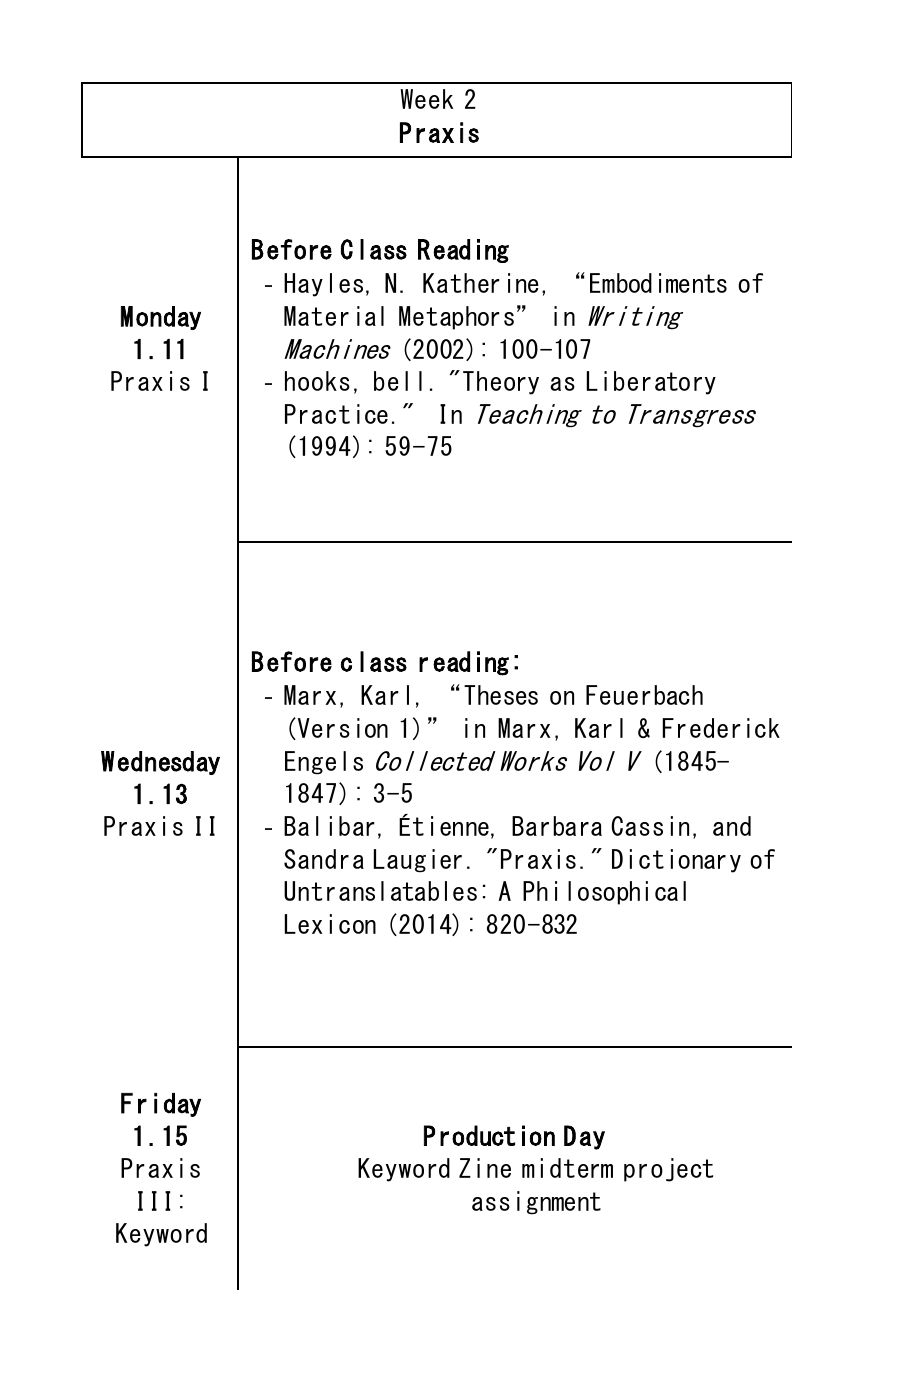 Week 2
Praxis
Monday
1.11
Praxis I
Before Class Reading
- Hayles, N. Katherine, “Embodiments of
Material Metaphors” in Writing
Machines (2002): 100-107
- hooks, bell. "Theory as Liberatory
Practice." In Teaching to Transgress
(1994): 59-75
Wednesday
1.13
Praxis II
Before class reading:
- Marx, Karl, “Theses on Feuerbach
(Version 1)” in Marx, Karl & Frederick
Engels Collected Works Vol V (1845-
1847): 3-5
- Balibar, Étienne, Barbara Cassin, and
Sandra Laugier. "Praxis." Dictionary of
Untranslatables: A Philosophical
Lexicon (2014): 820-832
Friday
1.15
Praxis
III:
Keyword
Production Day
Keyword Zine midterm project
assignment